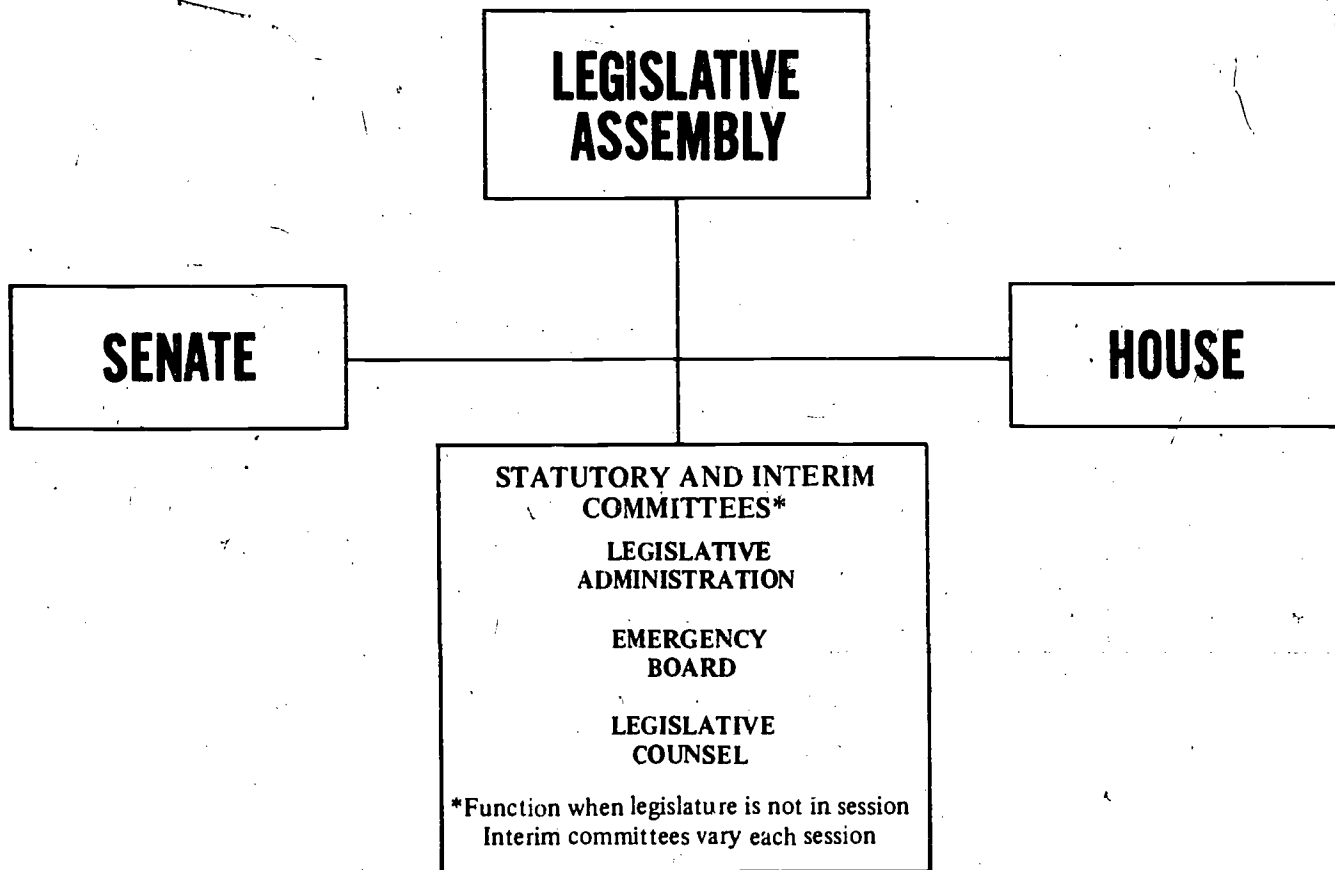 LEGISLATIVE
ASSEMBLY
SENATE
HOUSE
STATUTORY AND INTERIM
COMMITTEES*
LEGISLATIVE
ADMINISTRATION
EMERGENCY
BOARD
LEGISLATIVE
COUNSEL
*Function when legislature is not in session
Interim committees vary each session